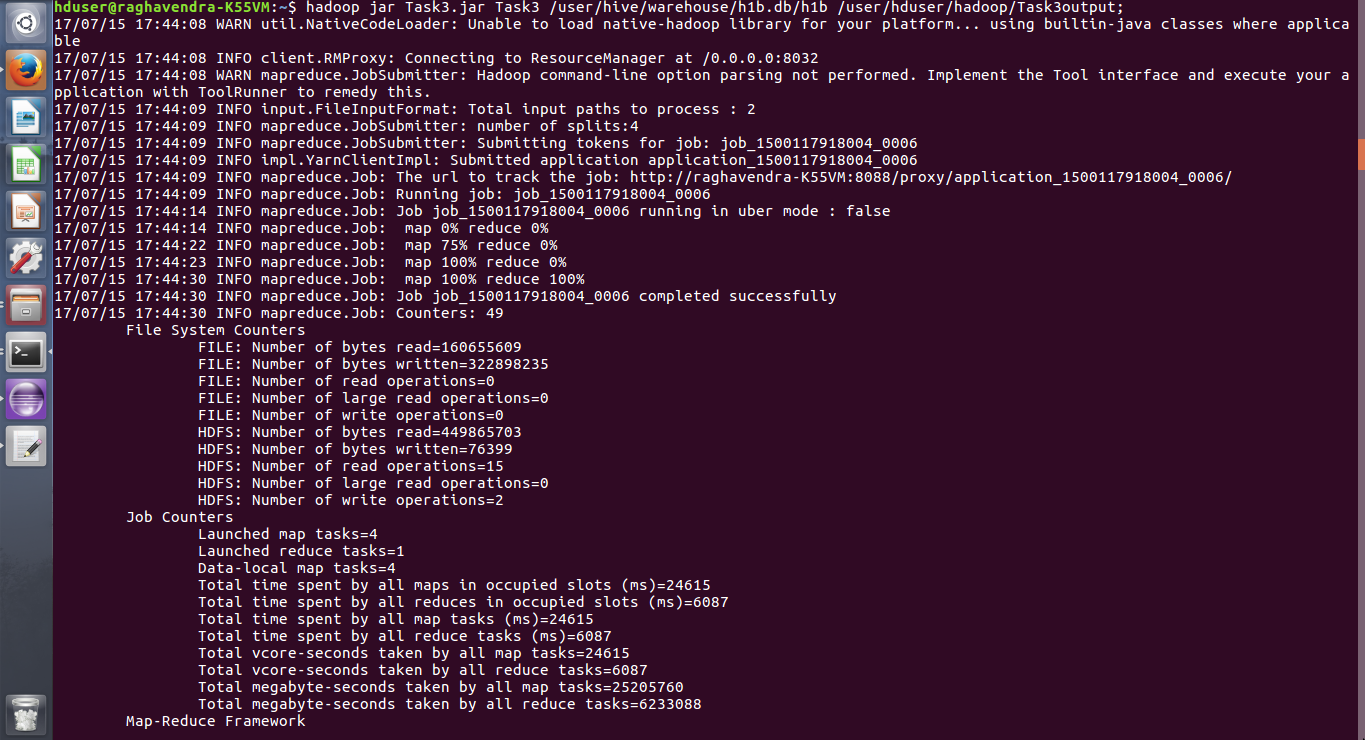 hduser@raghavendra-K55VM:~$ hadoop jar Task3.jar Task3 /user/hive/warehouse/h1b.db/h1b /user/hduser/hadoop/Task3output;
17/07/15 17:44:08 WARN util.NativeCodeLoader: Unable to load native-hadoop library for your platform... using builtin-java classes where applica
ble
17/07/15 17:44:08 INFO client.RMProxy: Connecting to ResourceManager at /0.0.0.0:8032
17/07/15 17:44:08 WARN mapreduce.JobSubmitter: Hadoop command-line option parsing not performed. Implement the Tool interface and execute your a
pplication with ToolRunner to remedy this.
17/07/15 17:44:09 INFO input.FileInputFormat: Total input paths to process : 2
17/07/15 17:44:09 INFO mapreduce.JobSubmitter: number of splits:4
17/07/15 17:44:09 INFO mapreduce.JobSubmitter: Submitting tokens for job: job_1500117918004_0006
17/07/15 17:44:09 INFO impl.YarnClientImpl: Submitted application application_1500117918004_0006
17/07/15 17:44:09 INFO mapreduce.Job: The url to track the job: http://raghavendra-K55VM:8088/proxy/application_1500117918004_0006/
17/07/15 17:44:09 INFO mapreduce.Job: Running job: job_1500117918004_0006
17/07/15 17:44:14 INFO mapreduce.Job: Job job_1500117918004_0006 running in uber mode : false
17/07/15 17:44:14 INFO mapreduce.Job:  map 0% reduce 0%
17/07/15 17:44:22 INFO mapreduce.Job:  map 75% reduce 0%
17/07/15 17:44:23 INFO mapreduce.Job:  map 100% reduce 0%
17/07/15 17:44:30 INFO mapreduce.Job:  map 100% reduce 100%
17/07/15 17:44:30 INFO mapreduce.Job: Job job_1500117918004_0006 completed successfully
17/07/15 17:44:30 INFO mapreduce.Job: Counters: 49
File System Counters
FILE: Number of bytes read=160655609
FILE: Number of bytes written=322898235
FILE: Number of read operations=0
FILE: Number of large read operations=0
FILE: Number of write operations=0
HDFS: Number of bytes read=449865703
HDFS: Number of bytes written=76399
HDFS: Number of read operations=15
HDFS: Number of large read operations=0
HDFS: Number of write operations=2
Job Counters
Launched map tasks=4
Launched reduce tasks=1
Data-local map tasks=4
Total time spent by all maps in occupied slots (ms)=24615
Total time spent by all reduces in occupied slots (ms)=6087
Total time spent by all map tasks (ms)=24615
Total time spent by all reduce tasks (ms)=6087
Total vcore-seconds taken by all map tasks=24615
Total vcore-seconds taken by all reduce tasks=6087
Total megabyte-seconds taken by all map tasks=25205760
Total megabyte-seconds taken by all reduce tasks=6233088
Map-Reduce Framework